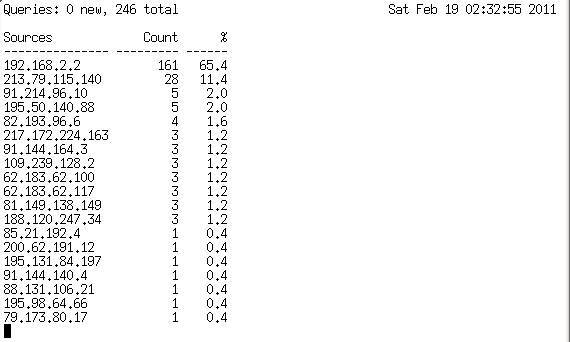 Queries: 0 new, 246 total Sat Feb 19 02:32:55 2011
Sources Count %
--------------- --------- ------
192.168.2.2 161 65.4
213.79.115.140 28 11.4
91.214.96.10 5 2.0
195.50.140.88 5 2.0
82.193.96.6 4 1.6
217.172.224.163 3 1.2
91.144.164.3 3 1.2
109.239.128.2 3 1.2
62.183.62.100 3 1.2
62.183.62.117 3 1.2
81.149.138.149 3 1.2
188.120.247.34 3 1.2
85.21.192.4 1 0.4
200.62.191.12 1 0.4
195.131.84.197 1 0.4
91.144.140.4 1 0.4
88.131.106.21 1 0.4
195.98.64.66 1 0.4
79.173.80.17 1 0.4